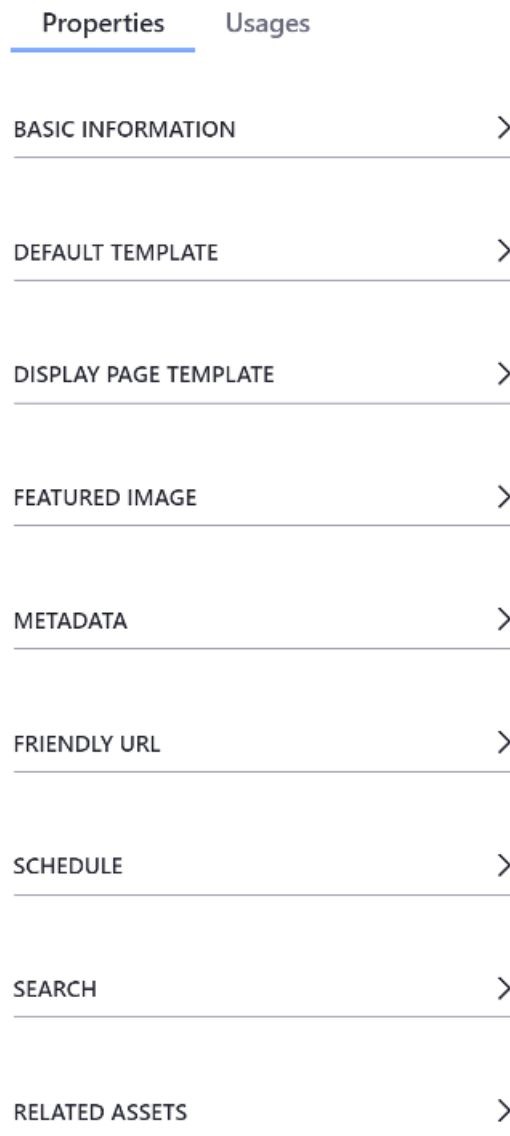 Properties Usages
BASIC INFORMATION
DEFAULT TEMPLATE
DISPLAY PAGE TEMPLATE
FEATURED IMAGE
METADATA
FRIENDLY URL
SCHEDULE
SEARCH
RELATED ASSETS